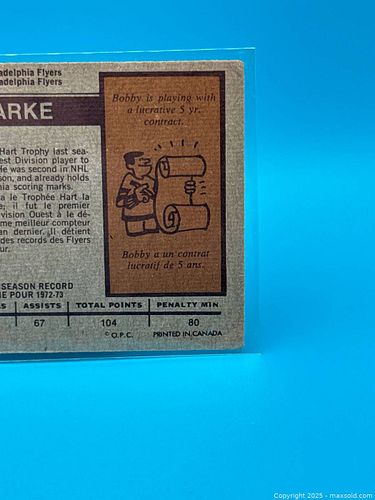 adelphia Flyers
adelphia Flyers
ARKE
Hart Trophy last sea-
est Division player to
He was second in NHL
son, and already holds
hia scoring marks.
a le Trophée Hart la
e; il fut le premier
vision Ouest à le dé-
me meilleur compteur
an dernier. Il détient
des records des Flyers
ur.
Bobby is playing with
a lucrative 5 yr.
contract.
Bobby a un contrat
lucratif de 5 ans.
SEASON RECORD
E POUR 1972-73
S ASSISTS TOTAL POINTS PENALTY MIN
67 104 80
© O.P.C. PRINTED IN CANADA
Copyright 2025 - maxsold.com